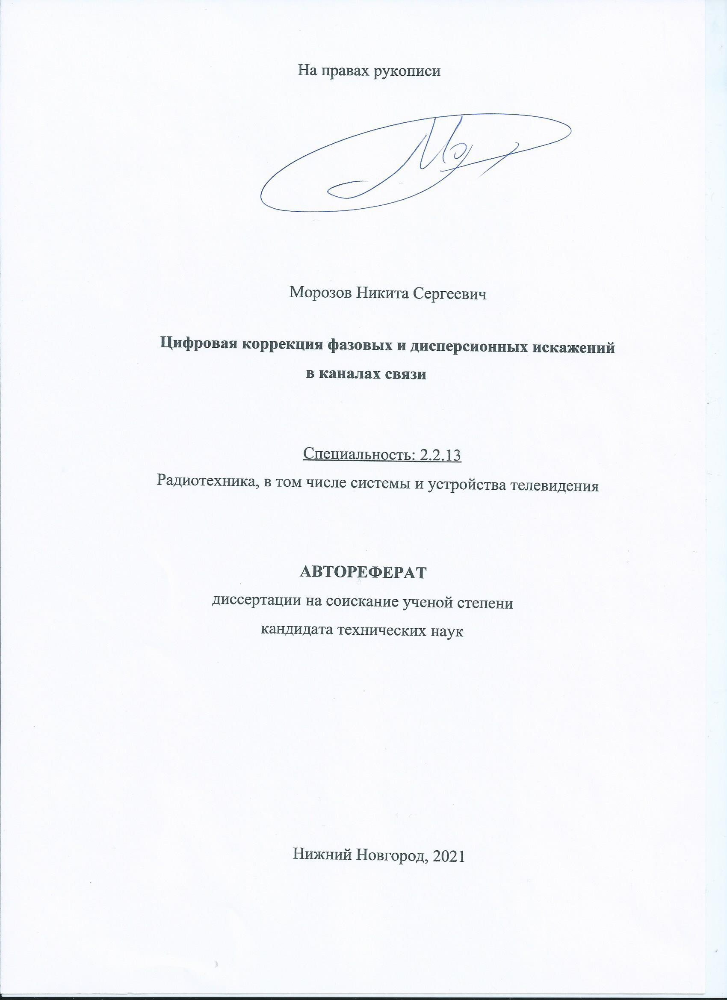 На правах рукописи
Морозов Никита Сергеевич
Цифровая коррекция фазовых и дисперсионных искажений
в каналах связи
Специальность: 2.2.13
Радиотехника, в том числе системы и устройства телевидения
АВТОРЕФЕРАТ
диссертации на соискание ученой степени
кандидата технических наук
Нижний Новгород, 2021